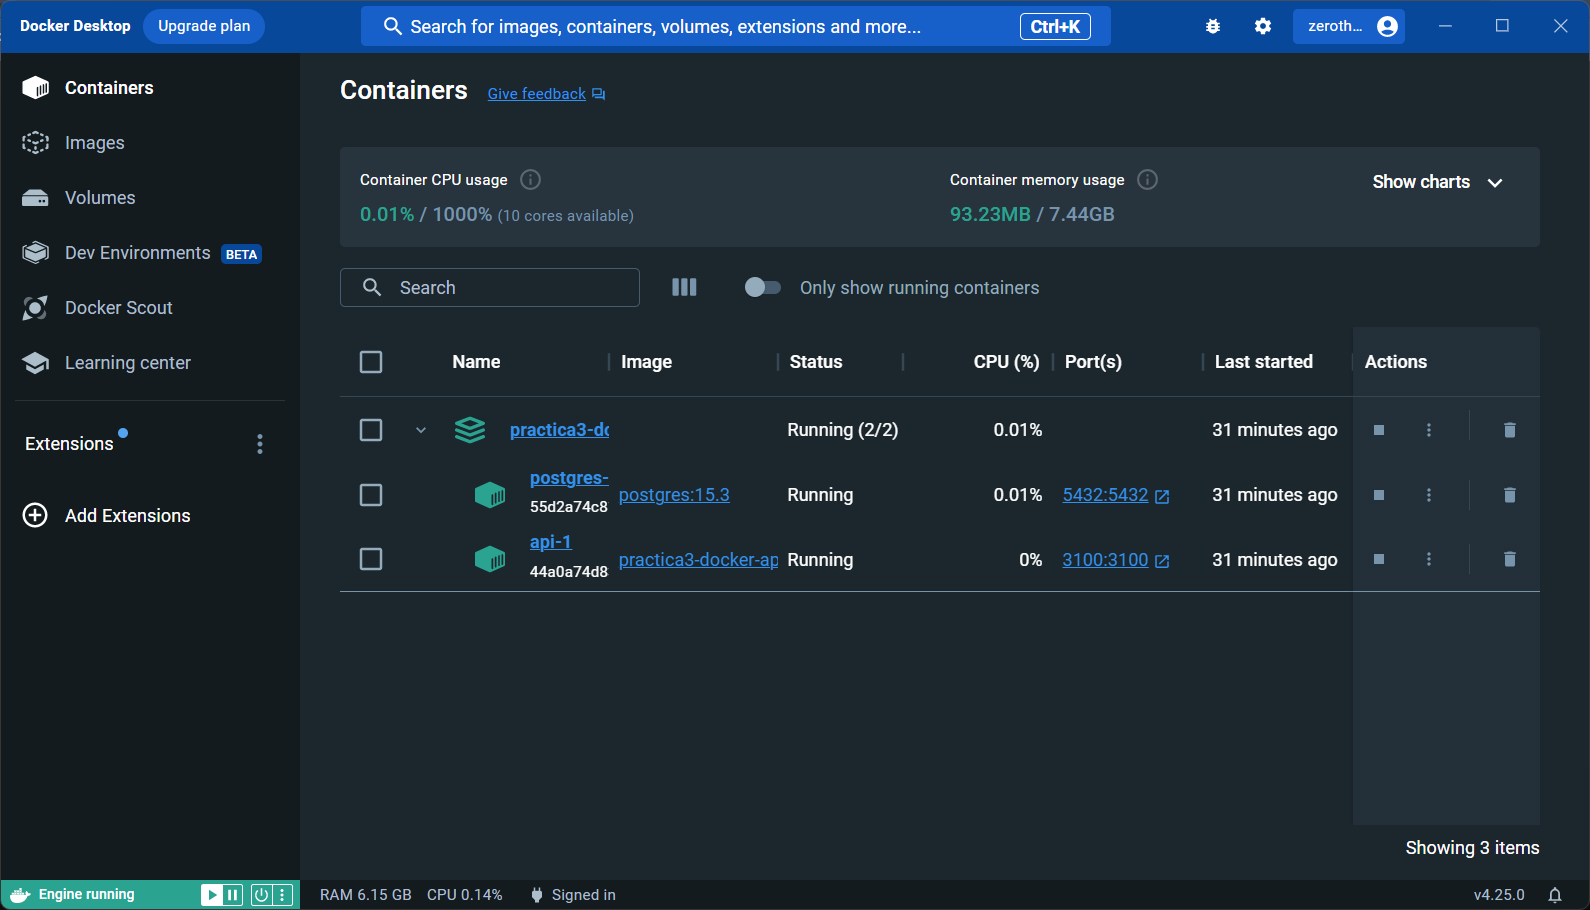 Docker Desktop Upgrade plan Search for images, containers, volumes, extensions and more... Ctrl+K zeroth...
Containers
Images
Volumes
Dev Environments BETA
Docker Scout
Learning center
Extensions
Add Extensions
Containers Give feedback
Container CPU usage
0.01% / 1000% (10 cores available)
Container memory usage
93.23MB / 7.44GB
Show charts
Search
Only show running containers
Name Image Status CPU (%) Port(s) Last started Actions
practica3-do Running (2/2) 0.01% 31 minutes ago
postgres-
55d2a74c8 postgres:15.3 Running 0.01% 5432:5432 31 minutes ago
api-1
44a0a74d8 practica3-docker-ap Running 0% 3100:3100 31 minutes ago
Showing 3 items
Engine running RAM 6.15 GB CPU 0.14% Signed in v4.25.0